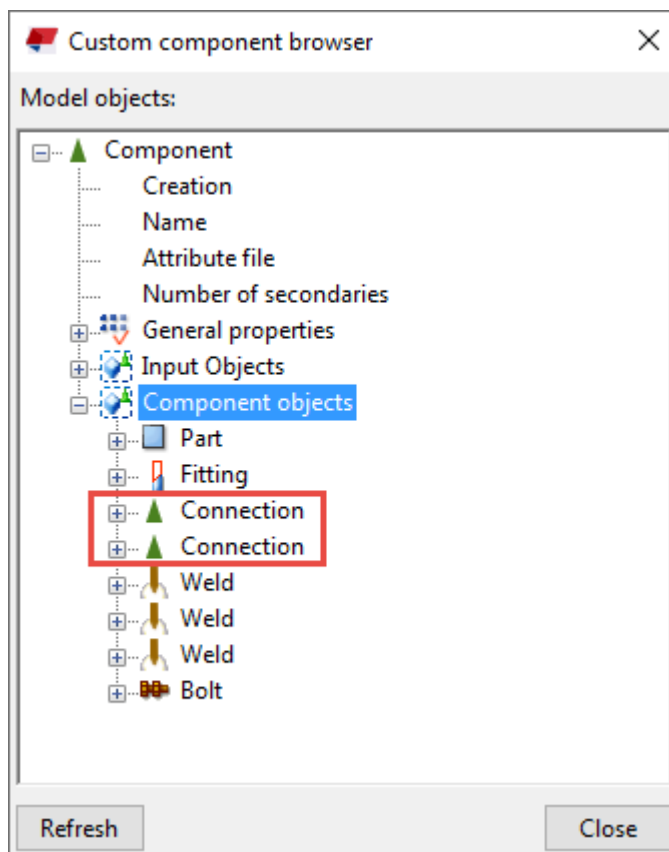 Custom component browser
Model objects:
Component
Creation
Name
Attribute file
Number of secondaries
General properties
Input Objects
Component objects
Part
Fitting
Connection
Connection
Weld
Weld
Weld
Bolt
Refresh Close